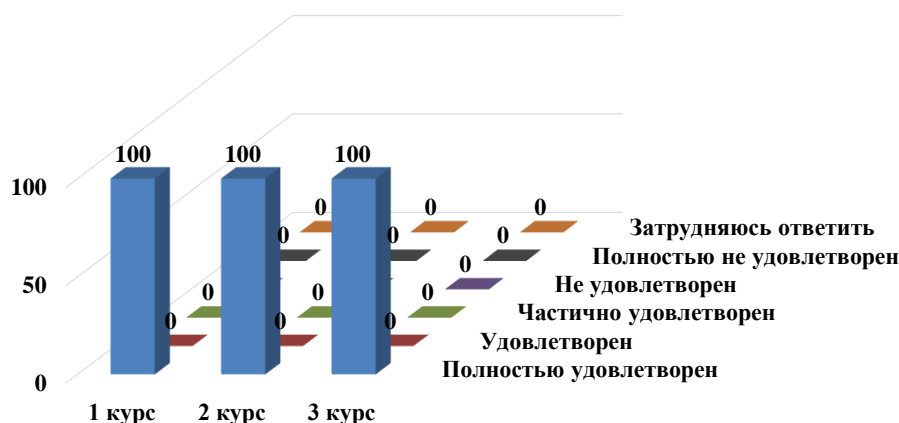 100 100 100
100
0 0 0
Затрудняюсь ответить
0 0 0
Полностью не удовлетворен
50
0
Не удовлетворен
0 0 0
Частично удовлетворен
0 0 0
Удовлетворен
0
Полностью удовлетворен
1 курс 2 курс 3 курс